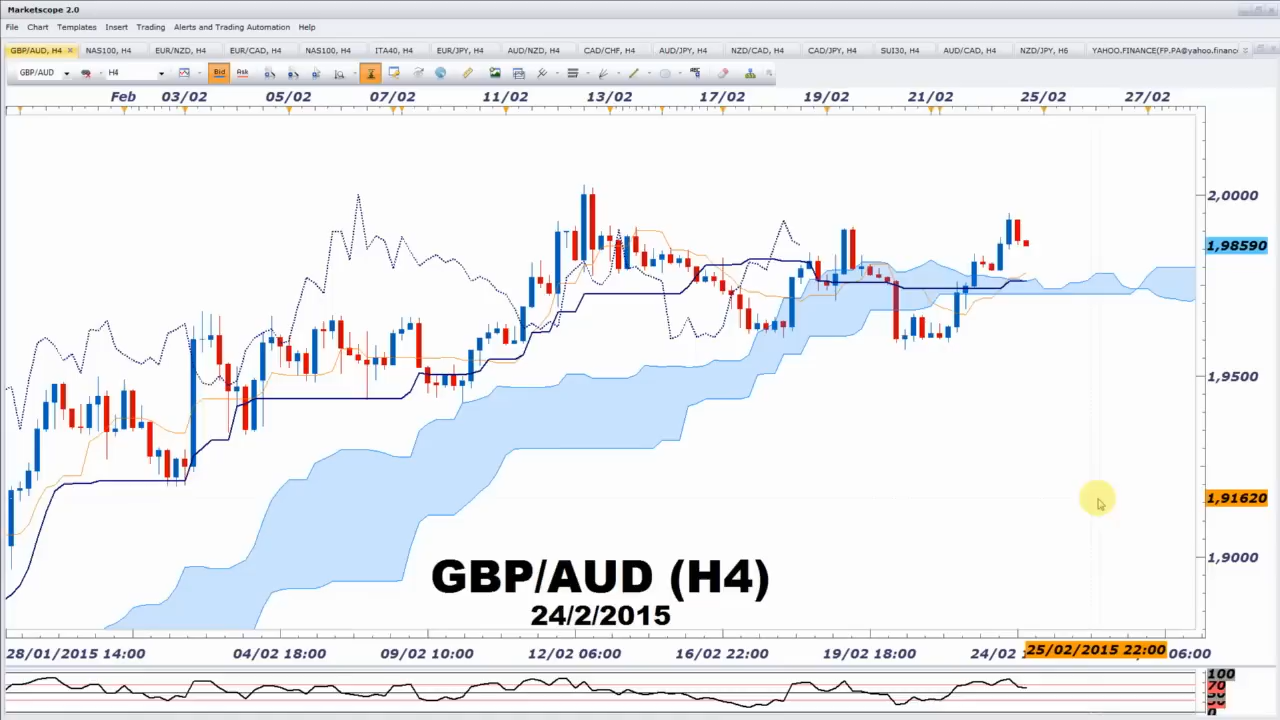 Marketscope 2.0
File Chart Templates Insert Trading Alerts and Trading Automation Help
GBP/AUD, H4 NAS100, H4 EUR/NZD, H4 EUR/CAD, H4 NAS100, H4 ITA40, H4 EUR/JPY, H4 AUD/NZD, H4 CAD/CHF, H4 AUD/JPY, H4 NZD/CAD, H4 CAD/JPY, H4 SUI30, H4 AUD/CAD, H4 NZD/JPY, H6 YAHOO.FINANCE(FP.PA@yahoo.finance
GBP/AUD H4 Bid Rsk ABC
Feb 03/02 05/02 07/02 11/02 13/02 17/02 19/02 21/02 25/02 27/02
2,0000
1,98590
1,9500
1,91620
1,9000
GBP/AUD (H4)
24/2/2015
28/01/2015 14:00 04/02 18:00 12/02 06:00 16/02 22:00 19/02 18:00 24/02 25/02/2015 22:00 06:00
100
70
0